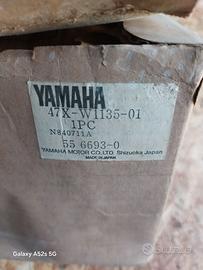 YAMAHA
47X-W1135-01
1PC
N840711A
55 6693-0
YAMAHA MOTOR CO.,LTD. Shizuoka Japan
MADE IN JAPAN
Galaxy A52s 5G
subito